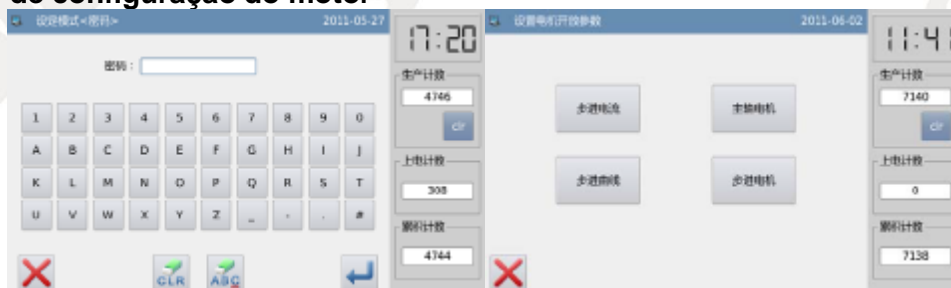 de configuração do motor
设定模式<密码>
2011-05-27
17:20
密码：
生产计数
4746
clr
1 2 3 4 5 6 7 8 9 0
A B C D E F G H I J
K L M N O P Q R S T
U V W X Y Z _ - . #
上电计数
308
累积计数
4744
CLR
ABC
设置电机开放参数
2011-06-02
11:4
生产计数
7140
clr
步进电流
主轴电机
步进曲线
步进电机
上电计数
0
累积计数
7138